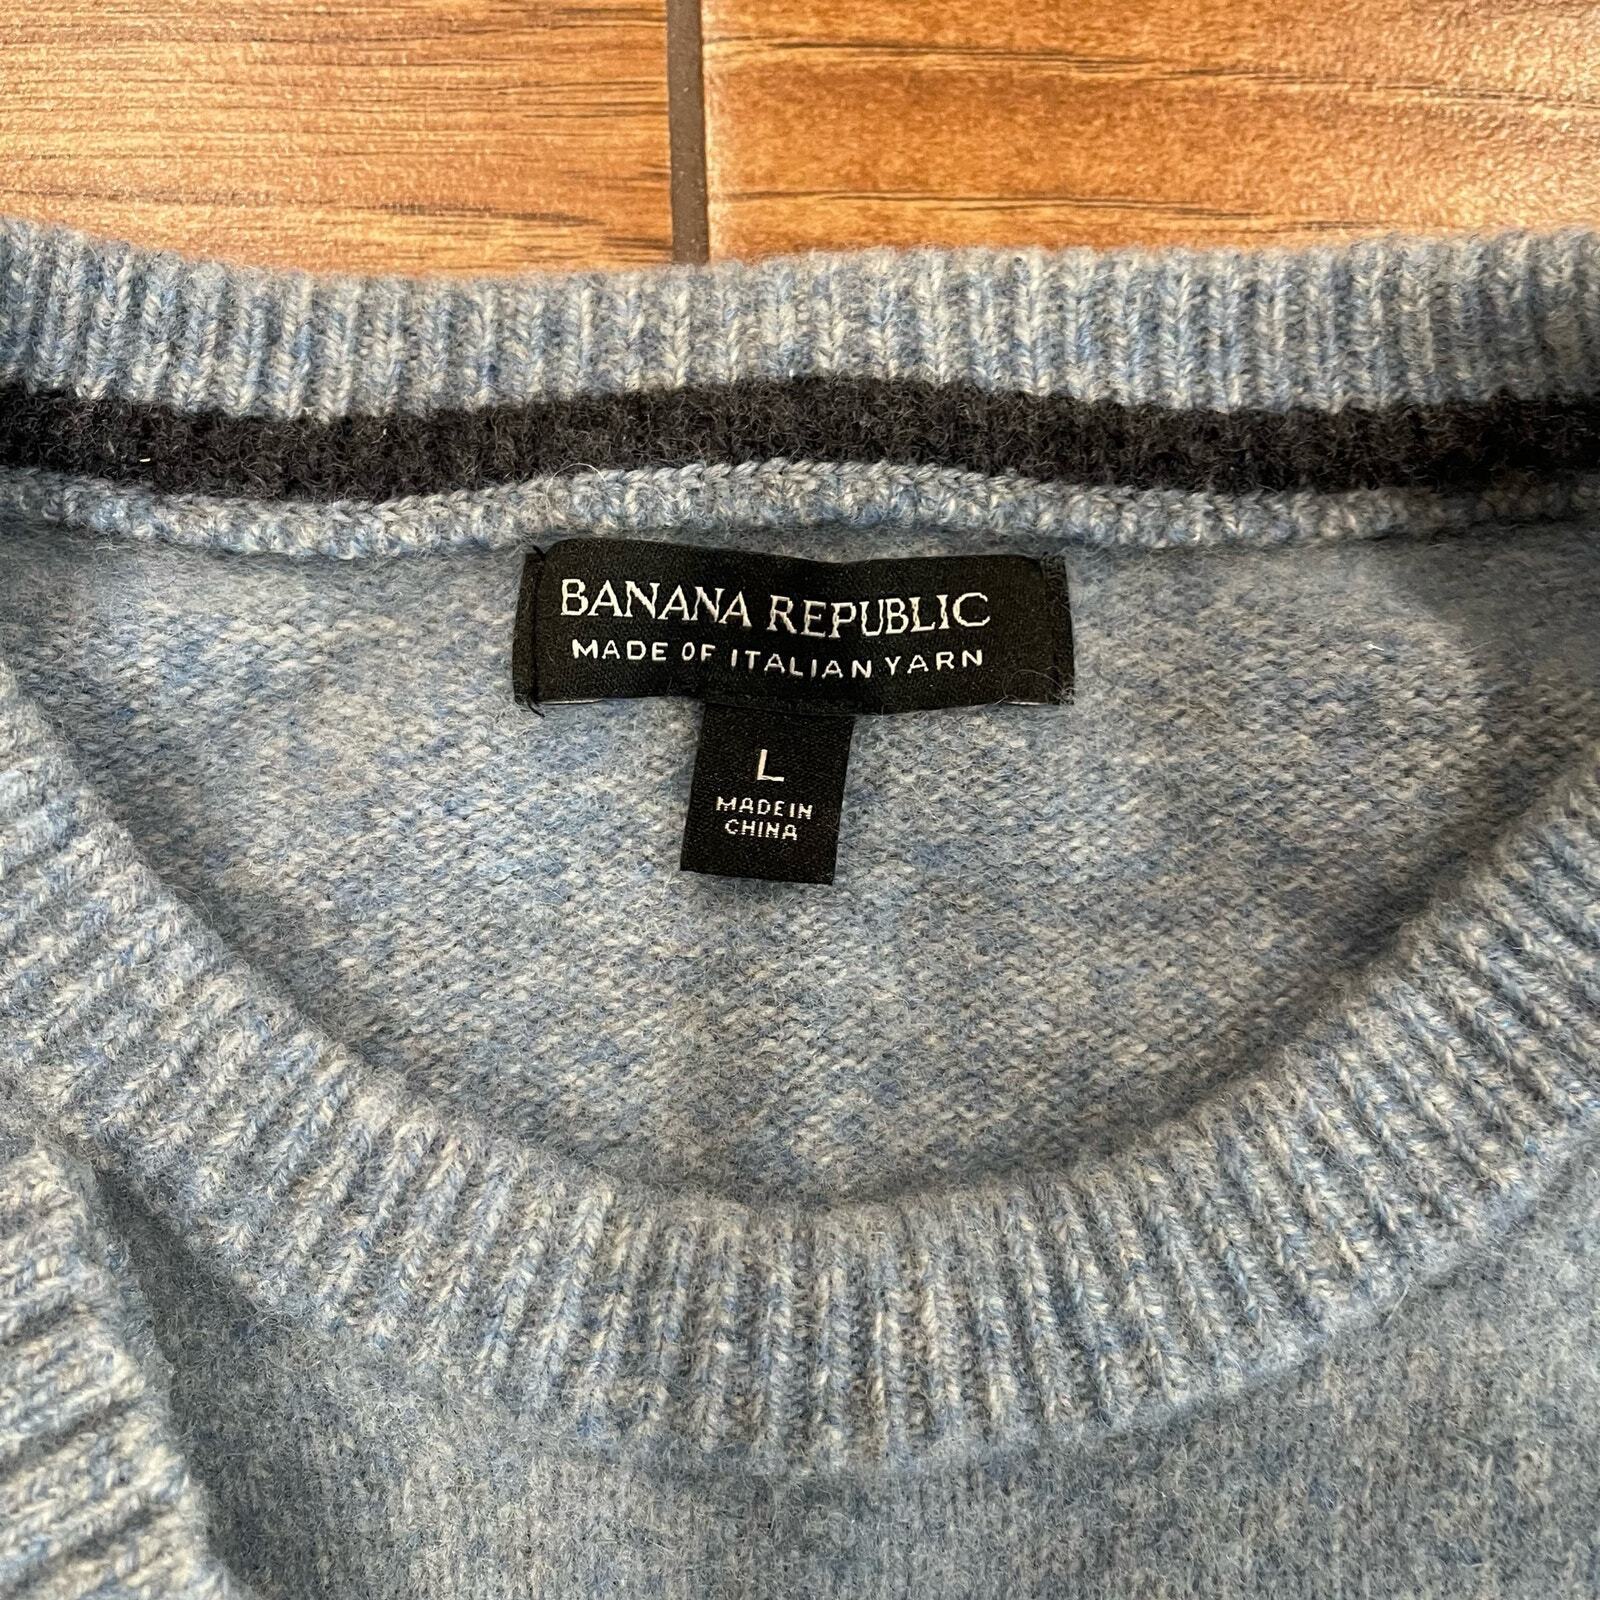 BANANA REPUBLIC
MADE OF ITALIAN YARN
L
MADE IN
CHINA